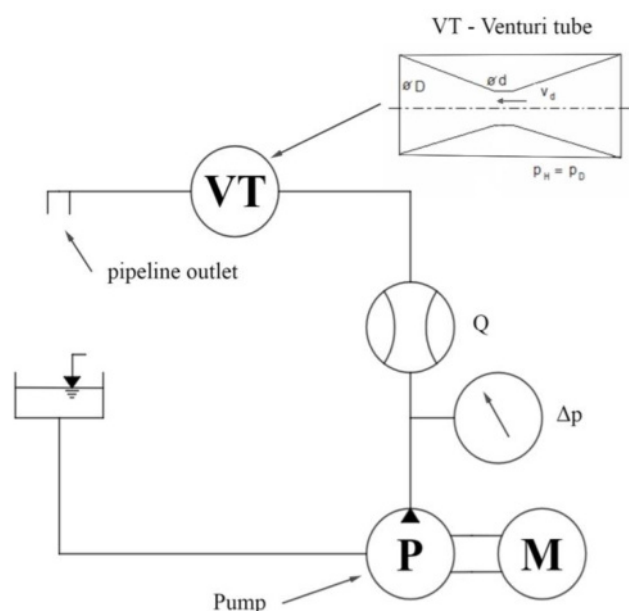 VT - Venturi tube
øD
ød
v_d
p_H = p_D
VT
pipeline outlet
Q
Δp
P
M
Pump